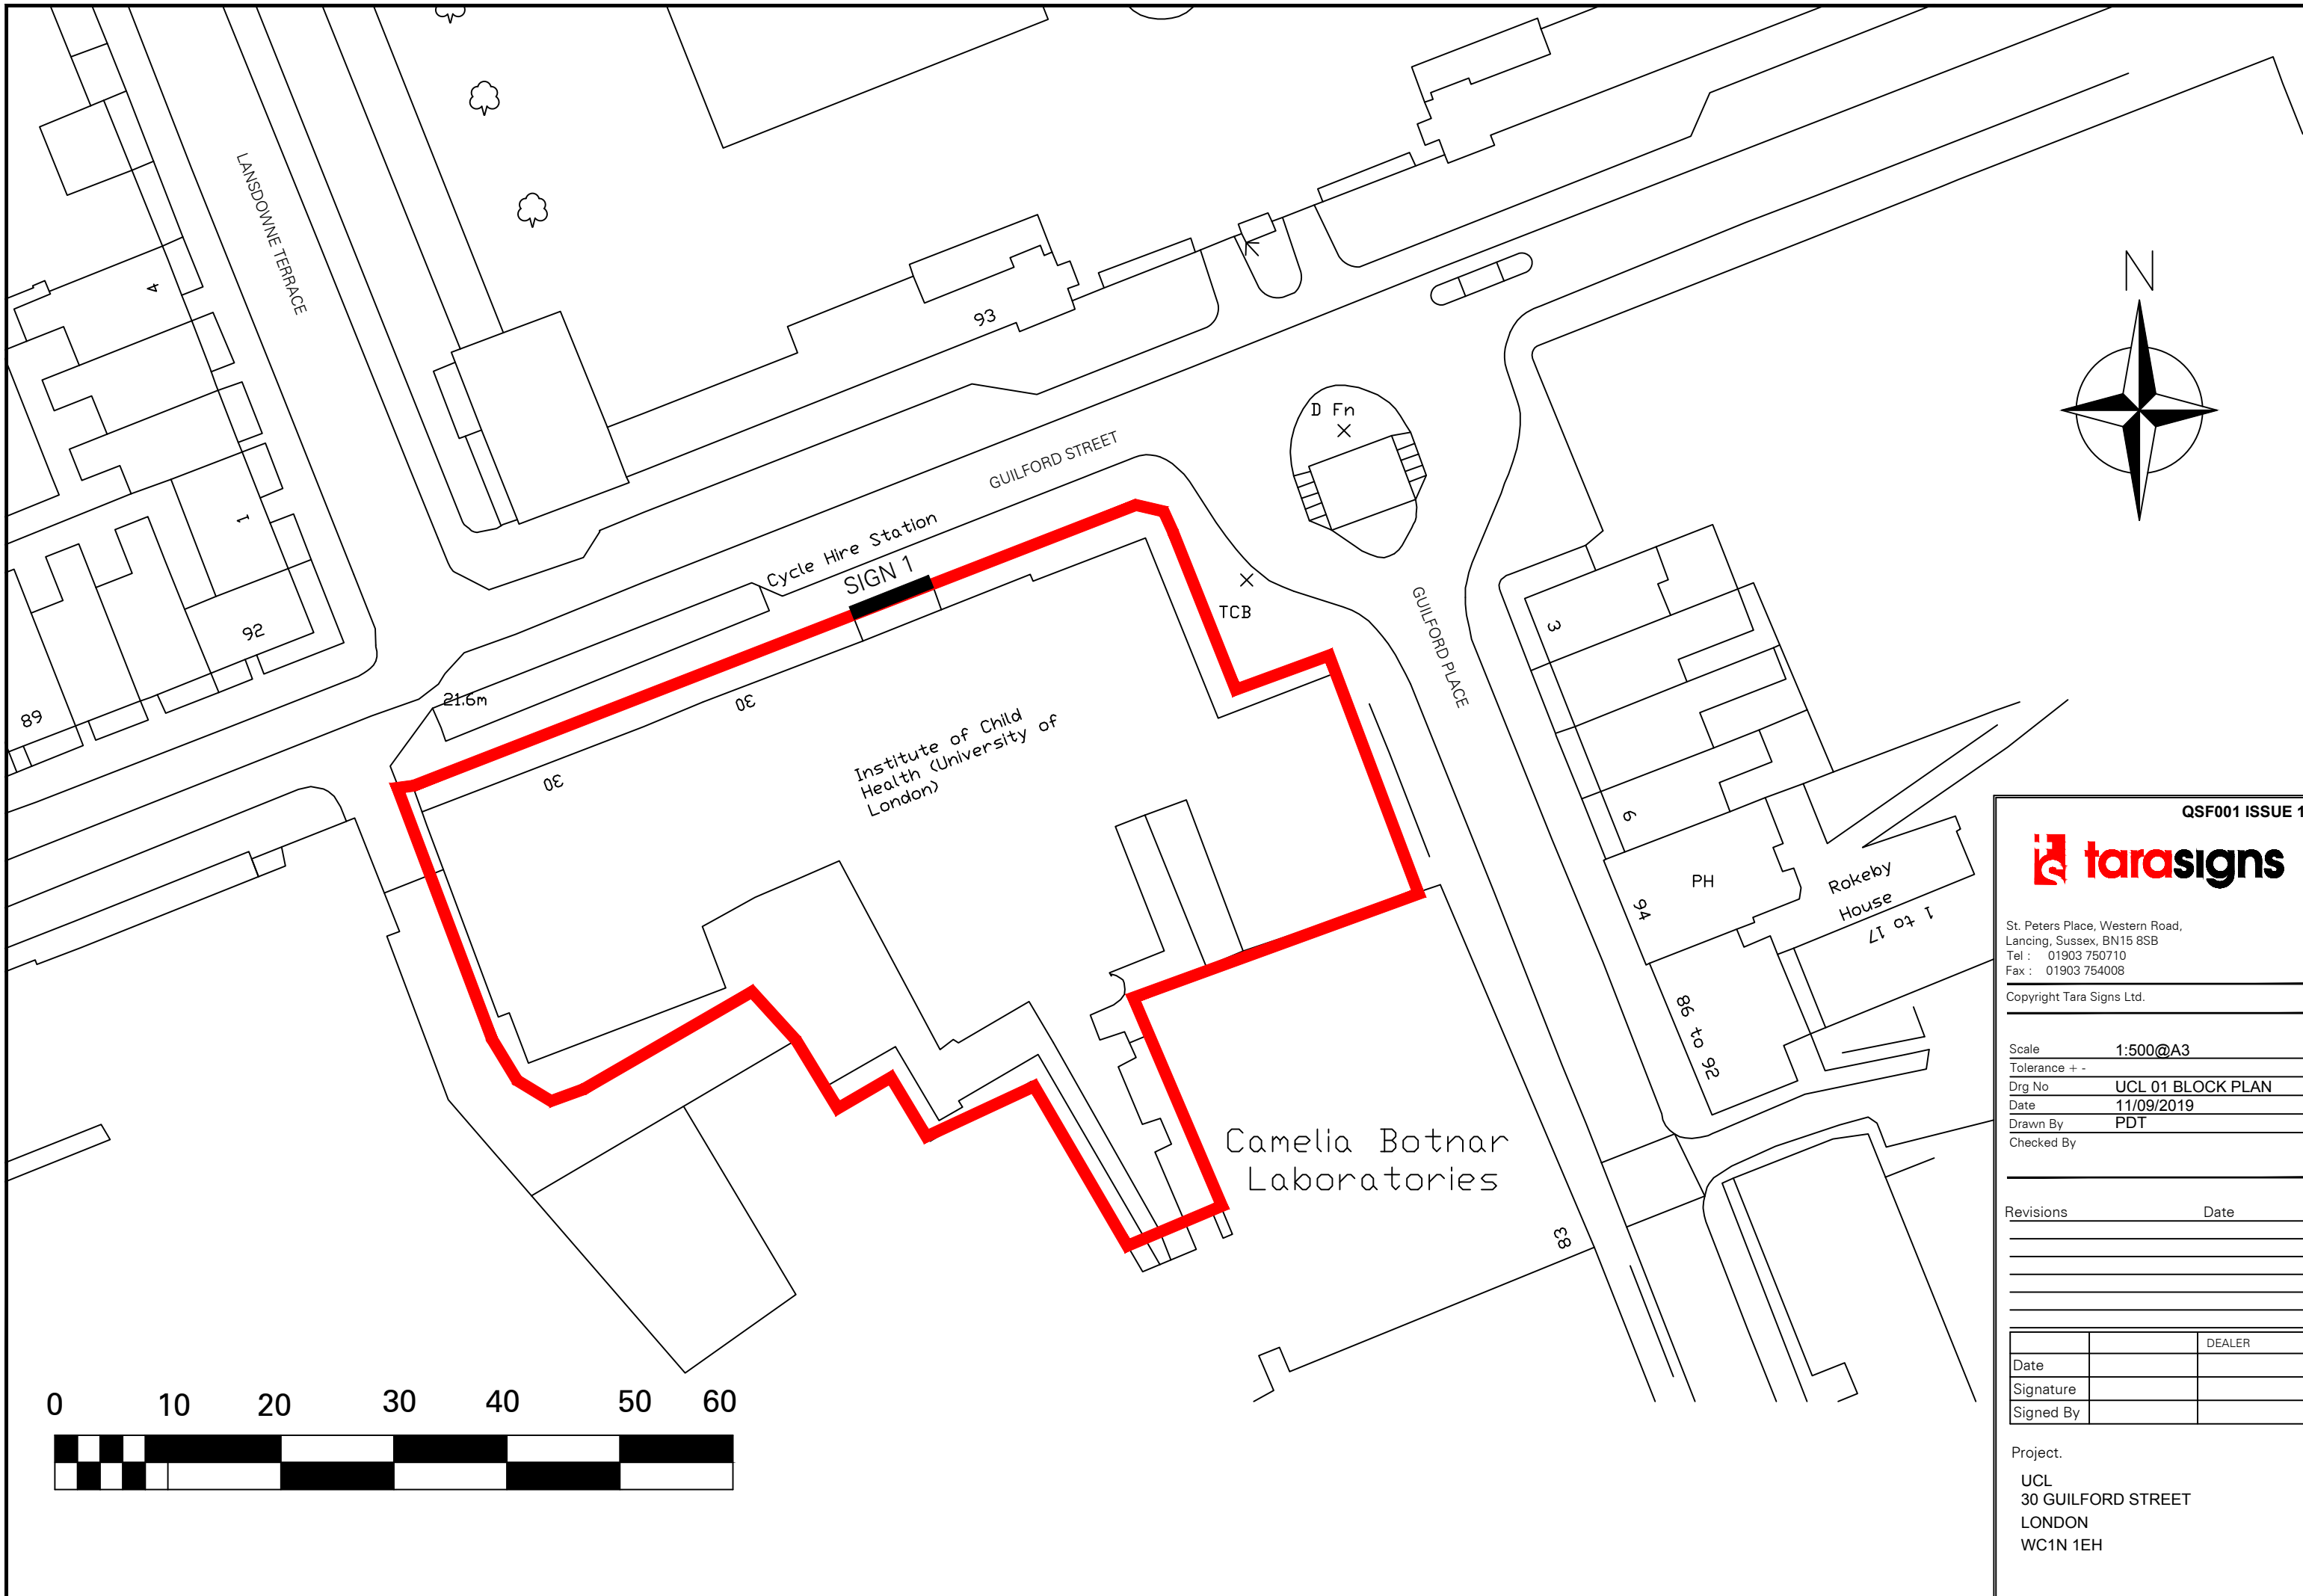 LANSDOWNE TERRACE
4
1
92
89
93
GUILFORD STREET
D Fn
N
Cycle Hire Station
SIGN 1
TCB
GUILFORD PLACE
21.6m
30
30
Institute of Child
Health (University of
London)
3
6
PH
94
Rokeby
House
1 to 17
86 to 92
Camelia Botnar
Laboratories
83
0 10 20 30 40 50 60
QSF001 ISSUE 1
ts tarasigns
St. Peters Place, Western Road,
Lancing, Sussex, BN15 8SB
Tel : 01903 750710
Fax : 01903 754008
Copyright Tara Signs Ltd.
Scale 1:500@A3
Tolerance + -
Drg No UCL 01 BLOCK PLAN
Date 11/09/2019
Drawn By PDT
Checked By
Revisions Date
DEALER
Date
Signature
Signed By
Project.
UCL
30 GUILFORD STREET
LONDON
WC1N 1EH